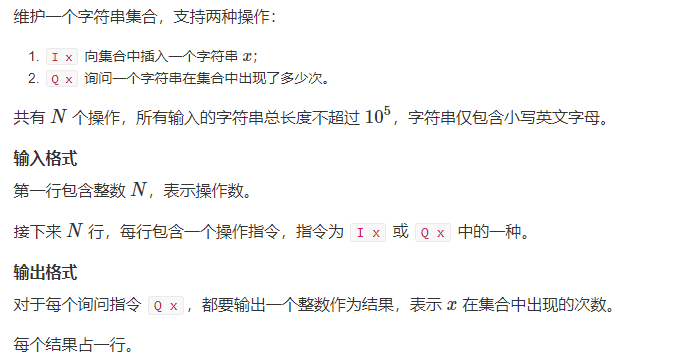 维护一个字符串集合，支持两种操作：
1. I x 向集合中插入一个字符串 x；
2. Q x 询问一个字符串在集合中出现了多少次。
共有 N 个操作，所有输入的字符串总长度不超过 10⁵，字符串仅包含小写英文字母。
输入格式
第一行包含整数 N，表示操作数。
接下来 N 行，每行包含一个操作指令，指令为 I x 或 Q x 中的一种。
输出格式
对于每个询问指令 Q x，都要输出一个整数作为结果，表示 x 在集合中出现的次数。
每个结果占一行。